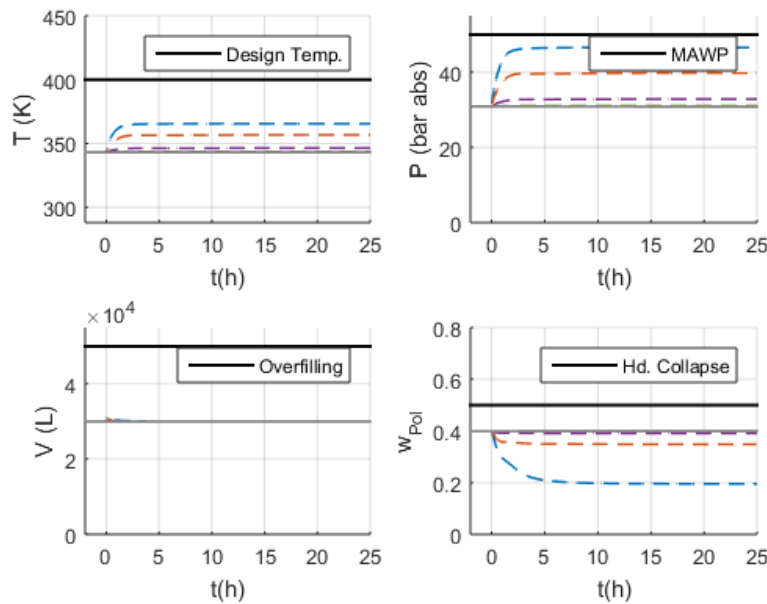 450
400
350
300
T (K)
Design Temp.
0 5 10 15 20 25
t(h)
40
20
0
P (bar abs)
MAWP
0 5 10 15 20 25
t(h)
×10⁴
4
2
0
V (L)
Overfilling
0 5 10 15 20 25
t(h)
0.8
0.6
0.4
0.2
0
w_Pol
Hd. Collapse
0 5 10 15 20 25
t(h)